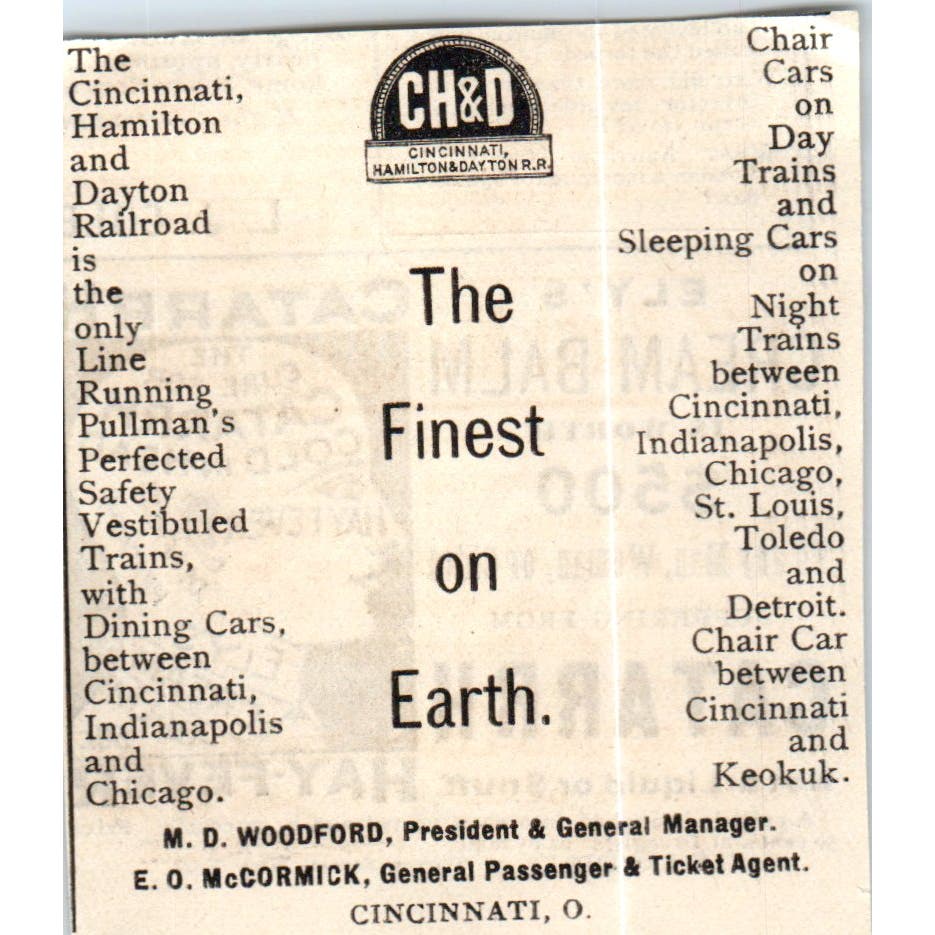 The
Cincinnati,
Hamilton
and
Dayton
Railroad
is
the
only
Line
Running
Pullman's
Perfected
Safety
Vestibuled
Trains,
with
Dining Cars,
between
Cincinnati,
Indianapolis
and
Chicago.
CH&D
CINCINNATI,
HAMILTON & DAYTON R.R.
The
Finest
on
Earth.
Chair
Cars
on
Day
Trains
and
Sleeping Cars
on
Night
Trains
between
Cincinnati,
Indianapolis,
Chicago,
St. Louis,
Toledo
and
Detroit.
Chair Car
between
Cincinnati
and
Keokuk.
M. D. WOODFORD, President & General Manager.
E. O. McCORMICK, General Passenger & Ticket Agent.
CINCINNATI, O.